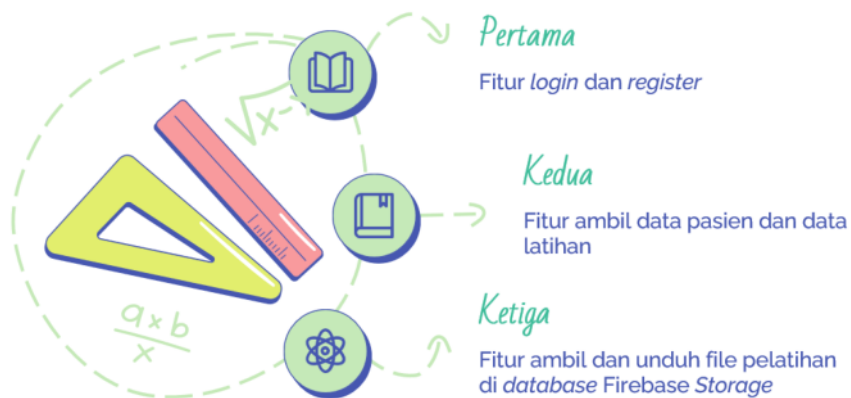 Pertama
Fitur login dan register
√x-
Kedua
Fitur ambil data pasien dan data
latihan
a×b
x
Ketiga
Fitur ambil dan unduh file pelatihan
di database Firebase Storage